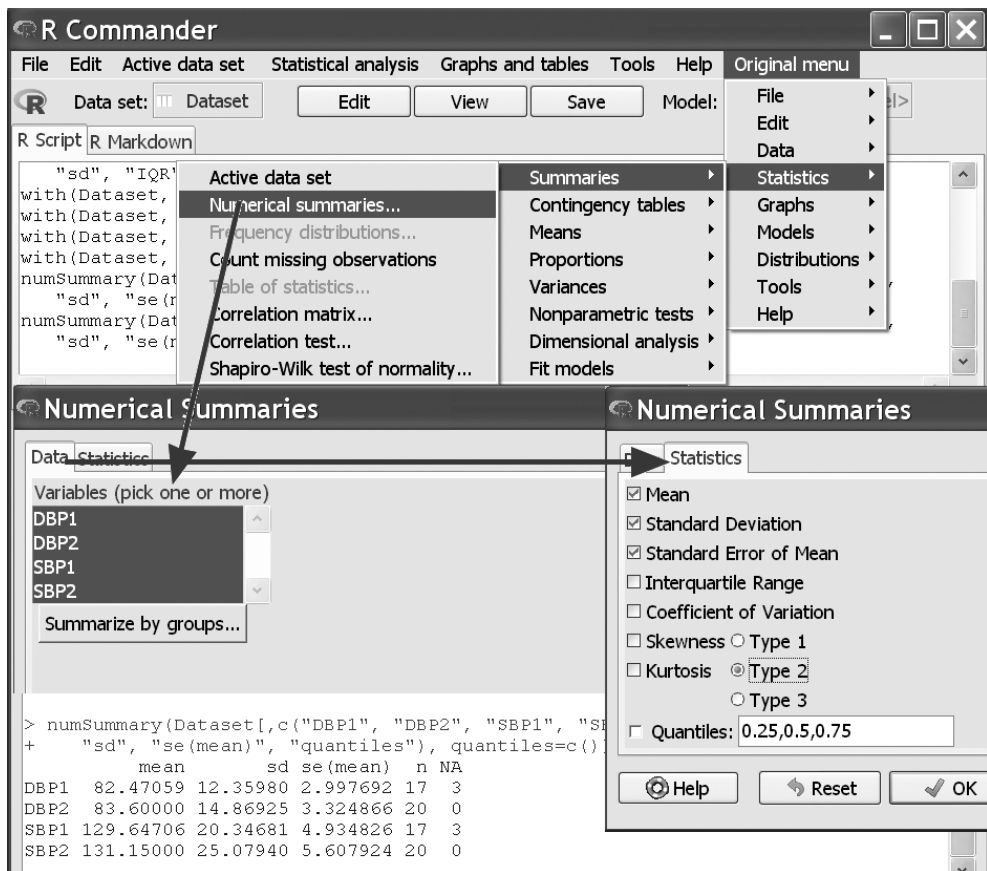 R Commander
File Edit Active data set Statistical analysis Graphs and tables Tools Help Original menu
Data set: Dataset Edit View Save Model:
R Script R Markdown
File
Edit
Data
Statistics
Graphs
Models
Distributions
Tools
Help
Summaries
Contingency tables
Means
Proportions
Variances
Nonparametric tests
Dimensional analysis
Fit models
Active data set
Numerical summaries...
Frequency distributions...
Count missing observations
Table of statistics...
Correlation matrix...
Correlation test...
Shapiro-Wilk test of normality...
"sd", "IQR"
with(Dataset,
with(Dataset,
with(Dataset,
with(Dataset,
numSummary(Dat
"sd", "se(
numSummary(Dat
"sd", "se(
Numerical Summaries
Data Statistics
Variables (pick one or more)
DBP1
DBP2
SBP1
SBP2
Summarize by groups...
Numerical Summaries
Statistics
Mean
Standard Deviation
Standard Error of Mean
Interquartile Range
Coefficient of Variation
Skewness Type 1
Kurtosis Type 2
Type 3
Quantiles: 0.25,0.5,0.75
Help Reset OK
> numSummary(Dataset[,c("DBP1", "DBP2", "SBP1",
+ "sd", "se(mean)", "quantiles"), quantiles=c()
mean sd se(mean) n NA
DBP1 82.47059 12.35980 2.997692 17 3
DBP2 83.60000 14.86925 3.324866 20 0
SBP1 129.64706 20.34681 4.934826 17 3
SBP2 131.15000 25.07940 5.607924 20 0